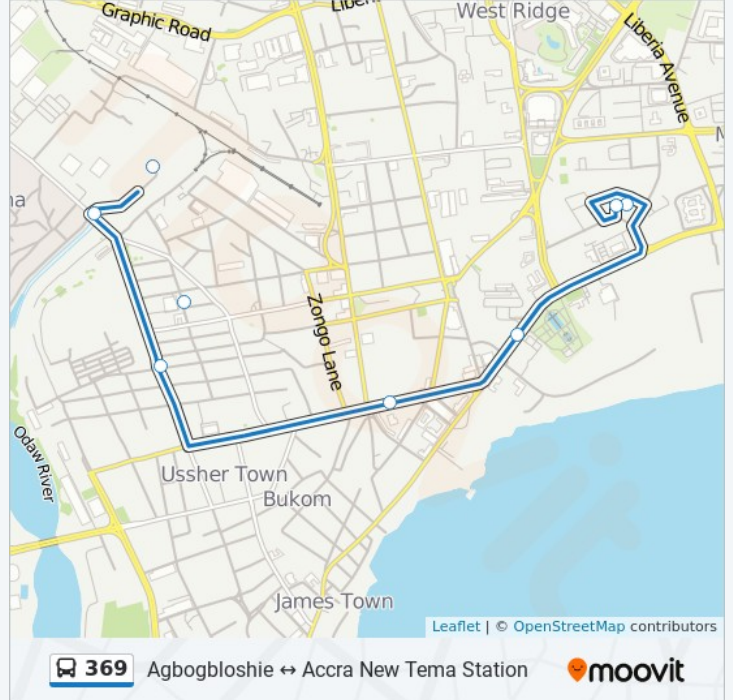 Graphic Road
West Ridge
Liberia Avenue
Zongo Lane
Odaw River
Ussher Town
Bukom
James Town
Leaflet | © OpenStreetMap contributors
369 Agbogbloshie ↔ Accra New Tema Station
moovit